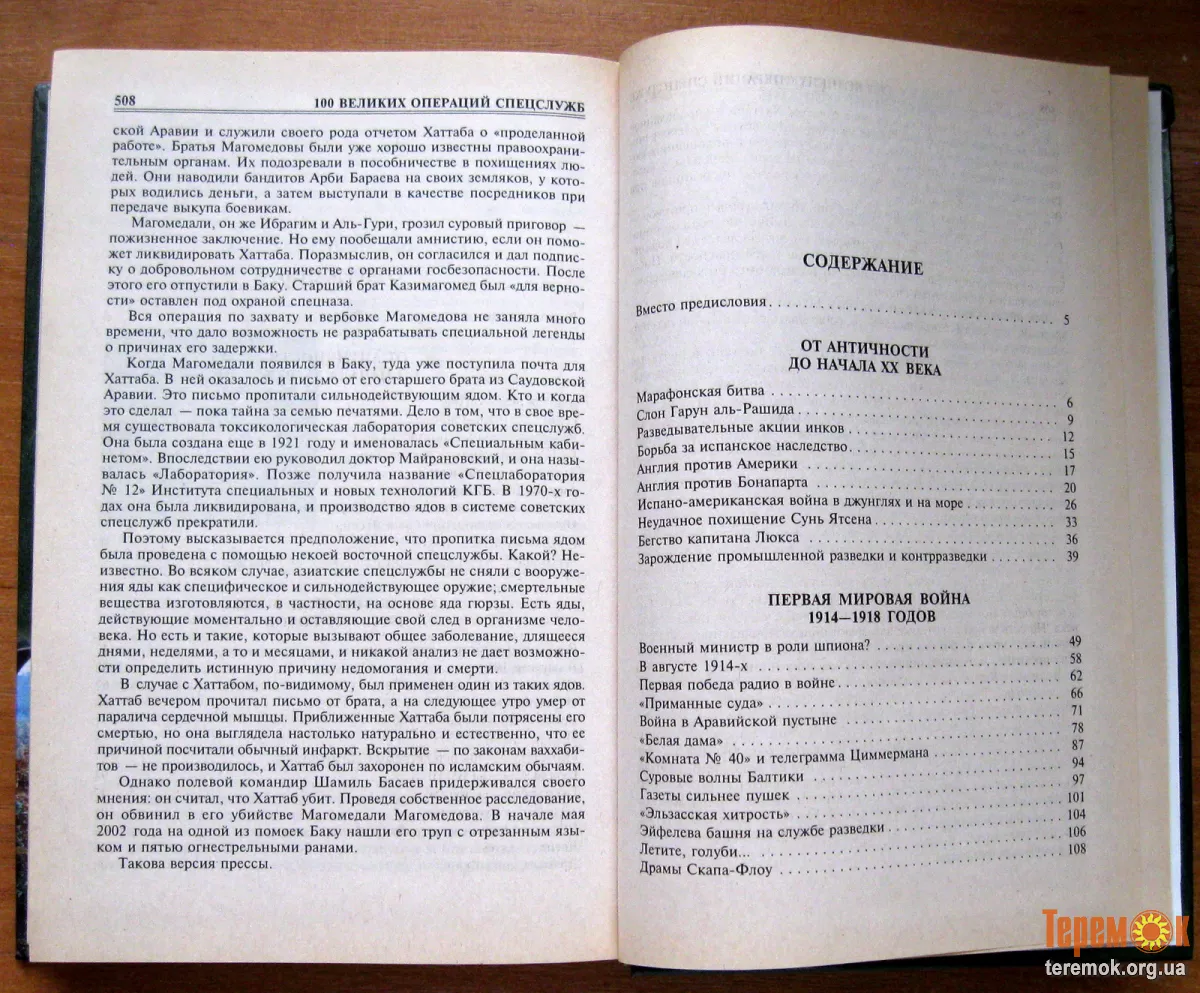 508
100 ВЕЛИКИХ ОПЕРАЦИЙ СПЕЦСЛУЖБ
ской Аравии и служили своего рода отчетом Хаттаба о «проделанной
работе». Братья Магомедовы были уже хорошо известны правоохрани-
тельным органам. Их подозревали в пособничестве в похищениях лю-
дей. Они наводили бандитов Арби Бараева на своих земляков, у кото-
рых водились деньги, а затем выступали в качестве посредников при
передаче выкупа боевикам.
Магомедали, он же Ибрагим и Аль-Гури, грозил суровый приговор —
пожизненное заключение. Но ему пообещали амнистию, если он помо-
жет ликвидировать Хаттаба. Поразмыслив, он согласился и дал подпис-
ку о добровольном сотрудничестве с органами госбезопасности. После
этого его отпустили в Баку. Старший брат Казимагомед был «для верно-
сти» оставлен под охраной спецназа.
Вся операция по захвату и вербовке Магомедова не заняла много
времени, что дало возможность не разрабатывать специальной легенды
о причинах его задержки.
Когда Магомедали появился в Баку, туда уже поступила почта для
Хаттаба. В ней оказалось и письмо от его старшего брата из Саудовской
Аравии. Это письмо пропитали сильнодействующим ядом. Кто и когда
это сделал — пока тайна за семью печатями. Дело в том, что в свое вре-
мя существовала токсикологическая лаборатория советских спецслужб.
Она была создана еще в 1921 году и именовалась «Специальным каби-
нетом». Впоследствии ею руководил доктор Майрановский, и она назы-
валась «Лаборатория». Позже получила название «Спецлаборатория
№ 12» Института специальных и новых технологий КГБ. В 1970-х го-
дах она была ликвидирована, и производство ядов в системе советских
спецслужб прекратили.
Поэтому высказывается предположение, что пропитка письма ядом
была проведена с помощью некоей восточной спецслужбы. Какой? Не-
известно. Во всяком случае, азиатские спецслужбы не сняли с вооруже-
ния яды как специфическое и сильнодействующее оружие; смертельные
вещества изготовляются, в частности, на основе яда гюрзы. Есть яды,
действующие моментально и оставляющие свой след в организме чело-
века. Но есть и такие, которые вызывают общее заболевание, длящееся
днями, неделями, а то и месяцами, и никакой анализ не дает возможно-
сти определить истинную причину недомогания и смерти.
В случае с Хаттабом, по-видимому, был применен один из таких ядов.
Хаттаб вечером прочитал письмо от брата, а на следующее утро умер от
паралича сердечной мышцы. Приближенные Хаттаба были потрясены его
смертью, но она выглядела настолько натурально и естественно, что ее
причиной посчитали обычный инфаркт. Вскрытие — по законам ваххаби-
тов — не производилось, и Хаттаб был захоронен по исламским обычаям.
Однако полевой командир Шамиль Басаев придерживался своего
мнения: он считал, что Хаттаб убит. Проведя собственное расследование,
он обвинил в его убийстве Магомедали Магомедова. В начале мая
2002 года на одной из помоек Баку нашли его труп с отрезанным язы-
ком и пятью огнестрельными ранами.
Такова версия прессы.
СОДЕРЖАНИЕ
Вместо предисловия . . . . . . . . . . 5
ОТ АНТИЧНОСТИ
ДО НАЧАЛА XX ВЕКА
Марафонская битва . . . . . . . . . . 6
Слон Гарун аль-Рашида . . . . . . . . . . 9
Разведывательные акции инков . . . . . . . . . . 12
Борьба за испанское наследство . . . . . . . . . . 15
Англия против Америки . . . . . . . . . . 17
Англия против Бонапарта . . . . . . . . . . 20
Испано-американская война в джунглях и на море . . . . . . . . . . 26
Неудачное похищение Сунь Ятсена . . . . . . . . . . 33
Бегство капитана Люкса . . . . . . . . . . 36
Зарождение промышленной разведки и контрразведки . . . . . . . . . . 39
ПЕРВАЯ МИРОВАЯ ВОЙНА
1914—1918 ГОДОВ
Военный министр в роли шпиона? . . . . . . . . . . 49
В августе 1914-х . . . . . . . . . . 58
Первая победа радио в войне . . . . . . . . . . 62
«Приманные суда» . . . . . . . . . . 66
Война в Аравийской пустыне . . . . . . . . . . 71
«Белая дама» . . . . . . . . . . 78
«Комната № 40» и телеграмма Циммермана . . . . . . . . . . 87
Суровые волны Балтики . . . . . . . . . . 94
Газеты сильнее пушек . . . . . . . . . . 97
«Эльзасская хитрость» . . . . . . . . . . 101
Эйфелева башня на службе разведки . . . . . . . . . . 104
Летите, голуби... . . . . . . . . . . 106
Драмы Скапа-Флоу . . . . . . . . . . 108
Теремок
teremok.org.ua